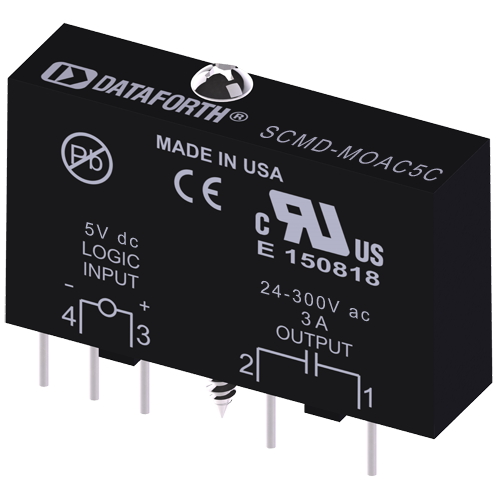 DATAFORTH®
SCMD-MOAC5C
Pb
MADE IN USA
CE
C RU US
E 150818
5V dc
LOGIC
INPUT
- +
4 3
24-300V ac
3A
OUTPUT
2 1